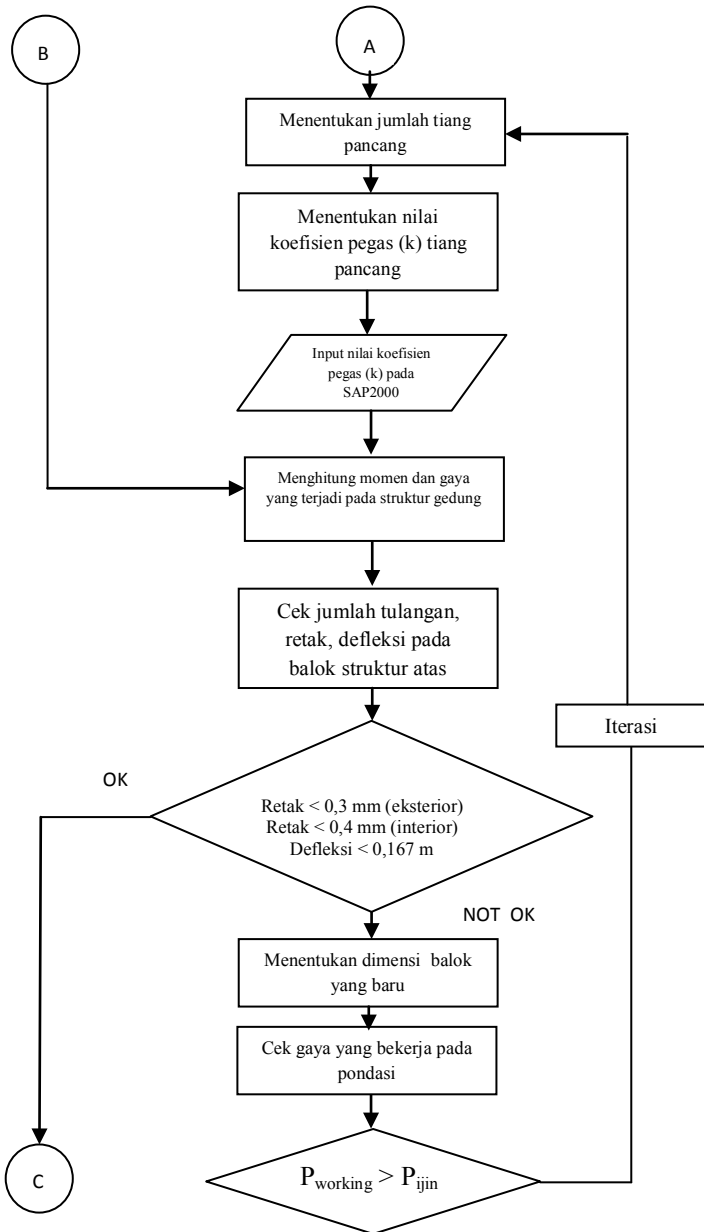 B
A
Menentukan jumlah tiang
pancang
Menentukan nilai
koefisien pegas (k) tiang
pancang
Input nilai koefisien
pegas (k) pada
SAP2000
Menghitung momen dan gaya
yang terjadi pada struktur gedung
Cek jumlah tulangan,
retak, defleksi pada
balok struktur atas
Iterasi
OK
Retak < 0,3 mm (eksterior)
Retak < 0,4 mm (interior)
Defleksi < 0,167 m
NOT OK
Menentukan dimensi balok
yang baru
Cek gaya yang bekerja pada
pondasi
C
Pworking > Pijin